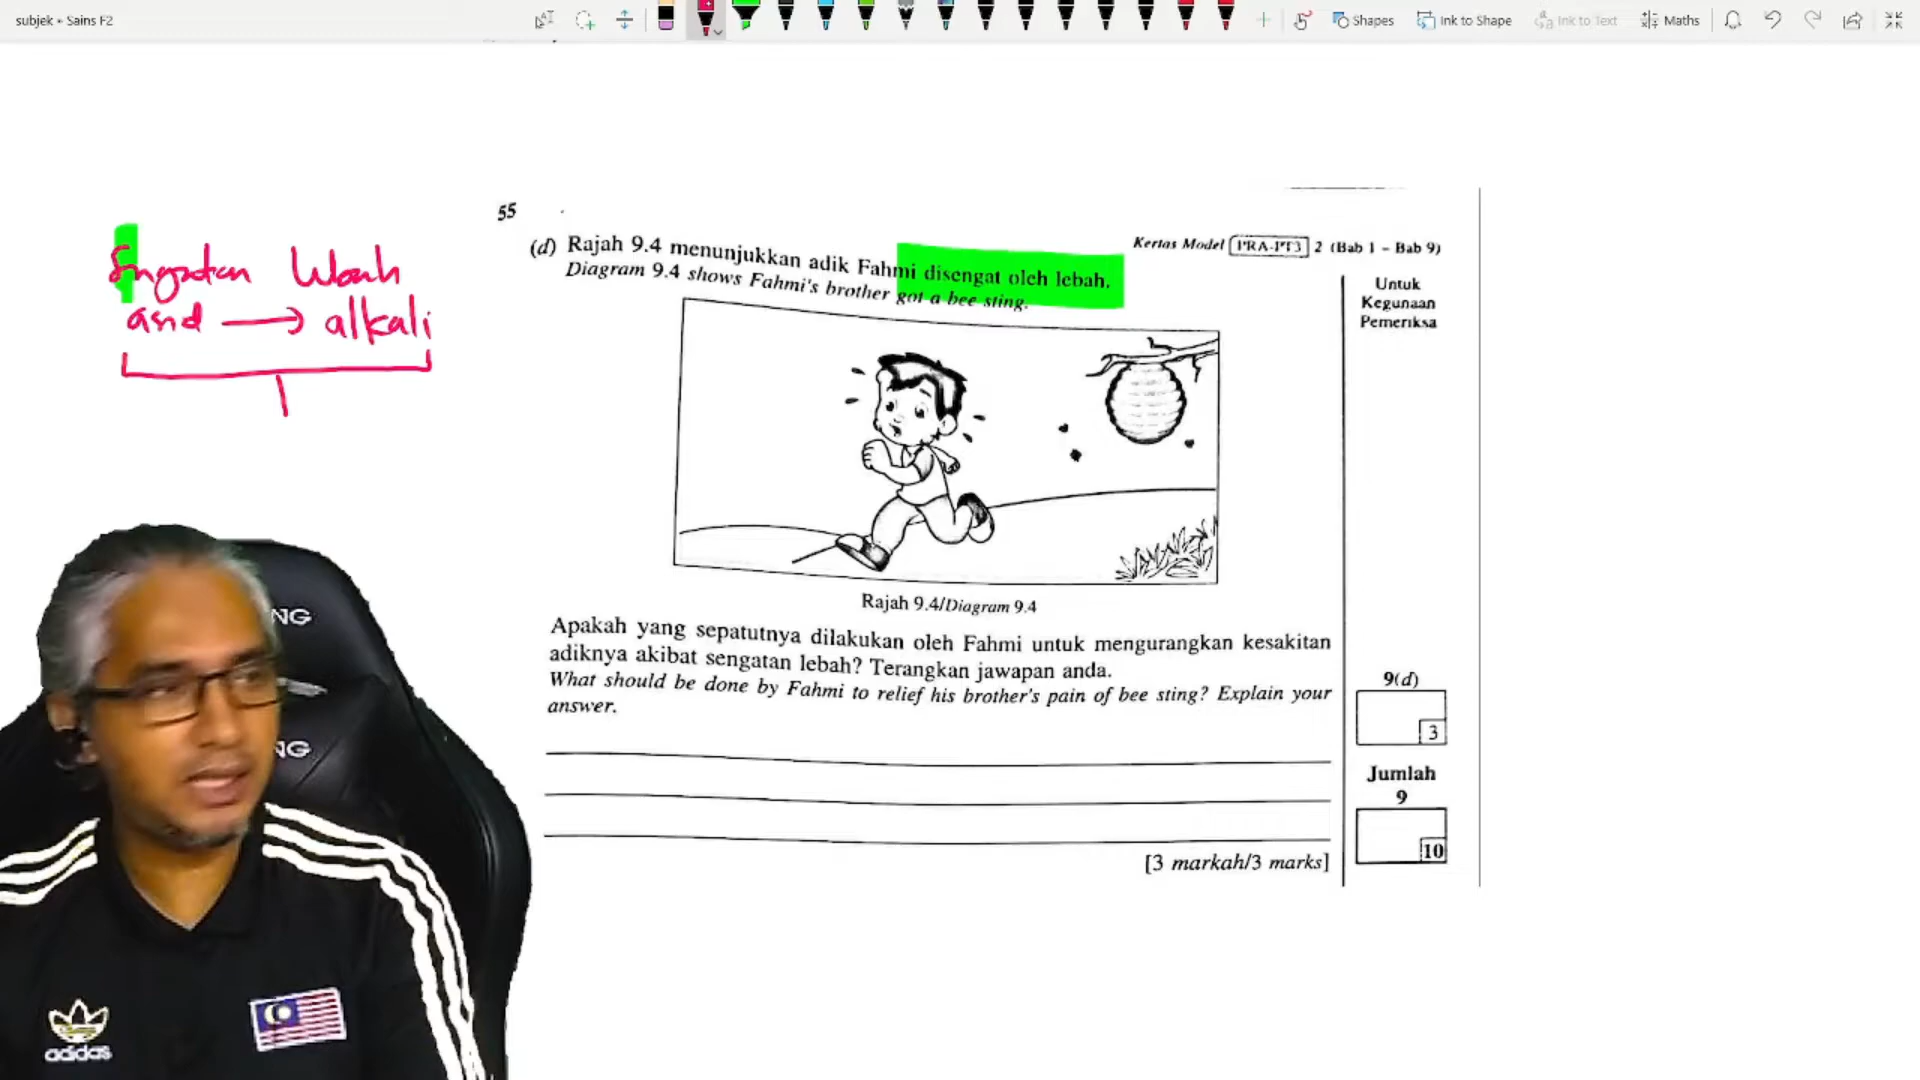 subjek • Sains F2
Shapes
Ink to Shape
Ink to Text
Maths
55
Kertas Model PRA-PT3 2 (Bab 1 – Bab 9)
(d) Rajah 9.4 menunjukkan adik Fahmi disengat oleh lebah.
Diagram 9.4 shows Fahmi's brother got a bee sting.
Untuk
Kegunaan
Pemeriksa
Sngatan lebah
asid → alkali
Rajah 9.4/Diagram 9.4
Apakah yang sepatutnya dilakukan oleh Fahmi untuk mengurangkan kesakitan
adiknya akibat sengatan lebah? Terangkan jawapan anda.
What should be done by Fahmi to relief his brother's pain of bee sting? Explain your
answer.
9(d)
3
Jumlah
9
10
[3 markah/3 marks]
NG
NG
adidas